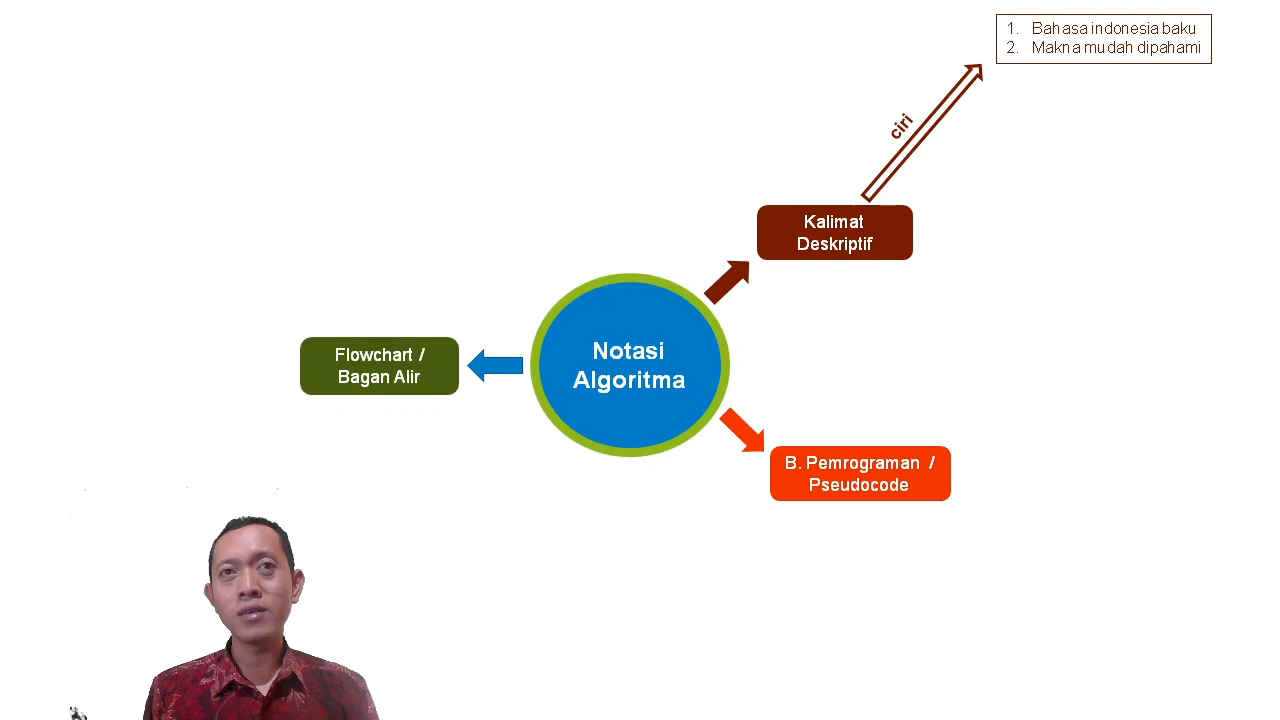 1. Bahasa indonesia baku
2. Makna mudah dipahami
ciri
Kalimat
Deskriptif
Notasi
Algoritma
Flowchart /
Bagan Alir
B. Pemrograman /
Pseudocode